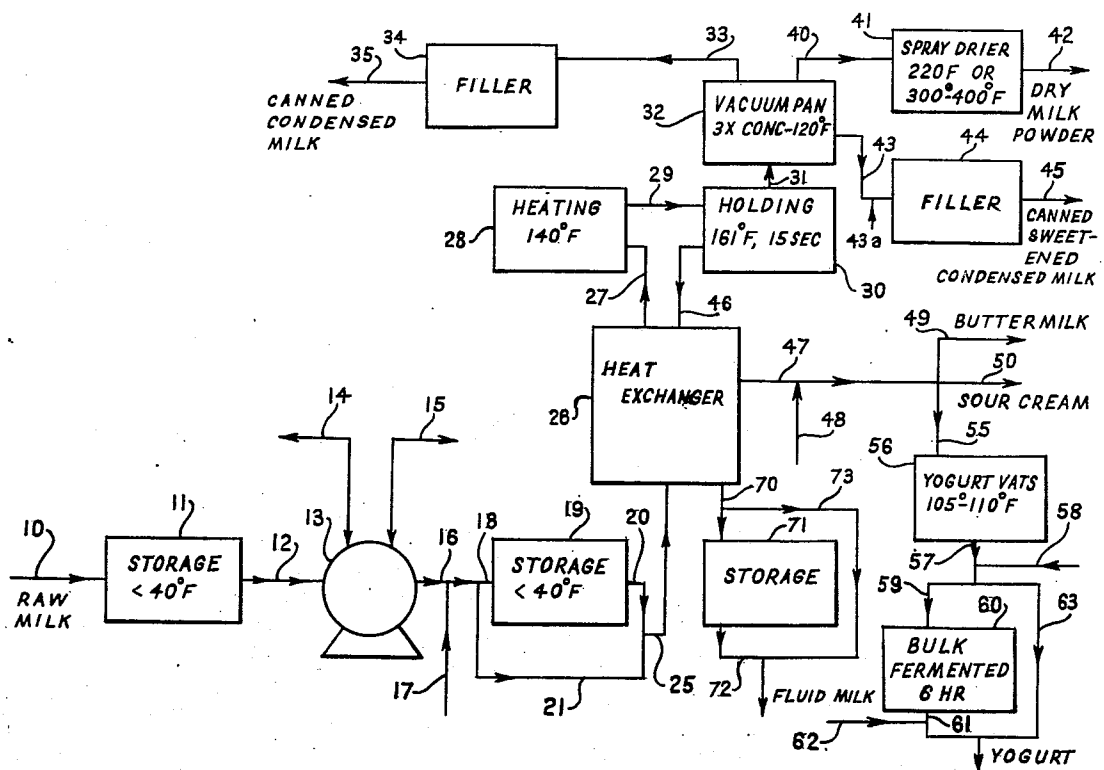 33
40
41
34
35
FILLER
CANNED
CONDENSED
MILK
32
VACUUM PAN
3X CONC-120°F
SPRAY DRIER
220F OR
300°-400°F
42
DRY
MILK
POWDER
43
44
43a
FILLER
45
CANNED
SWEET-
ENED
CONDENSED MILK
28
HEATING
140°F
29
31
HOLDING
161°F, 15 SEC
30
27
46
26
HEAT
EXCHANGER
47
48
49
BUTTERMILK
50
SOUR CREAM
55
56
YOGURT VATS
105°-110°F
57
58
10
RAW
MILK
11
STORAGE
< 40°F
12
13
14
15
16
17
18
19
STORAGE
< 40°F
20
21
25
70
73
71
STORAGE
72
FLUID MILK
59
60
63
BULK
FERMENTED
6 HR
61
62
YOGURT